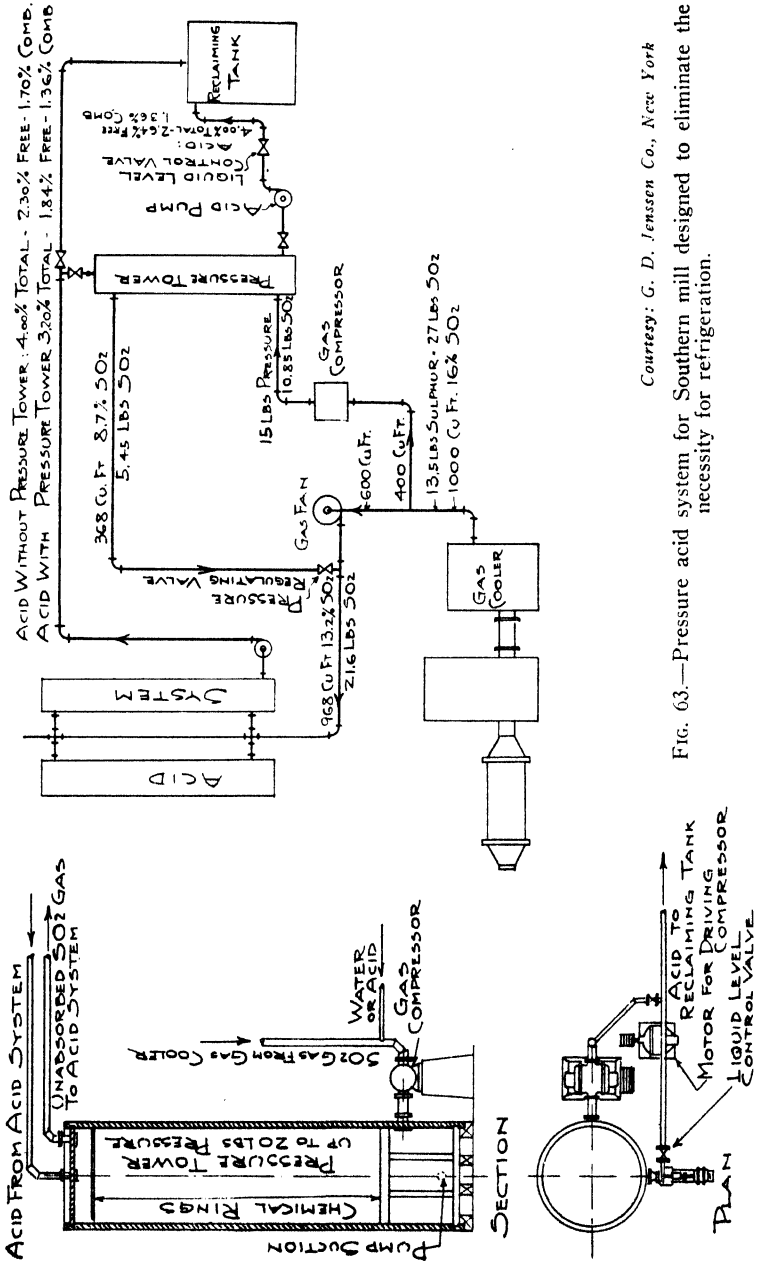 ACID WITHOUT PRESSURE TOWER: 4.00% TOTAL - 2.30% FREE - 1.70% COMB.
ACID WITH PRESSURE TOWER 3.20% TOTAL - 1.84% FREE - 1.36% COMB
RECLAIMING
TANK
ACID:
4.00% TOTAL - 2.64% FREE
1.36% COMB
LIQUID LEVEL
CONTROL VALVE
ACID PUMP
PRESSURE TOWER
368 CU. FT 8.7% SO2
5.45 LBS SO2
15 LBS PRESSURE
10.85 LBS SO2
GAS
COMPRESSOR
GAS FAN
PRESSURE
REGULATING VALVE
600 CU FT.
400 CU FT.
13.5 LBS SULPHUR - 27 LBS SO2
1000 CU FT. 16% SO2
968 CU FT 13.2% SO2
21.6 LBS SO2
GAS
COOLER
ACID
SYSTEM
ACID FROM ACID SYSTEM
UNABSORBED SO2 GAS
TO ACID SYSTEM
WATER
OR ACID
GAS
COMPRESSOR
SO2 GAS FROM GAS COOLER
PRESSURE TOWER
UP TO 20 LBS PRESSURE
CHEMICAL RINGS
PUMP SUCTION
SECTION
ACID TO
RECLAIMING TANK
MOTOR FOR DRIVING
COMPRESSOR
LIQUID LEVEL
CONTROL VALVE
PLAN
Courtesy: G. D. Jenssen Co., New York
FIG. 63.—Pressure acid system for Southern mill designed to eliminate the
necessity for refrigeration.